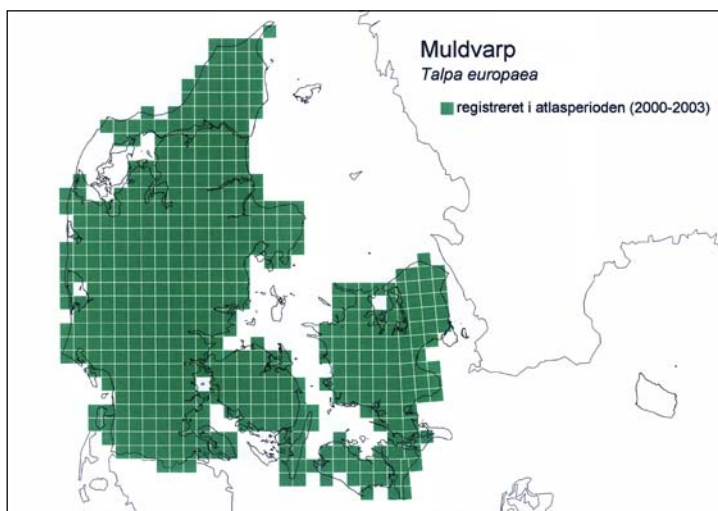 Muldvarp
Talpa europaea
registreret i atlasperioden (2000-2003)